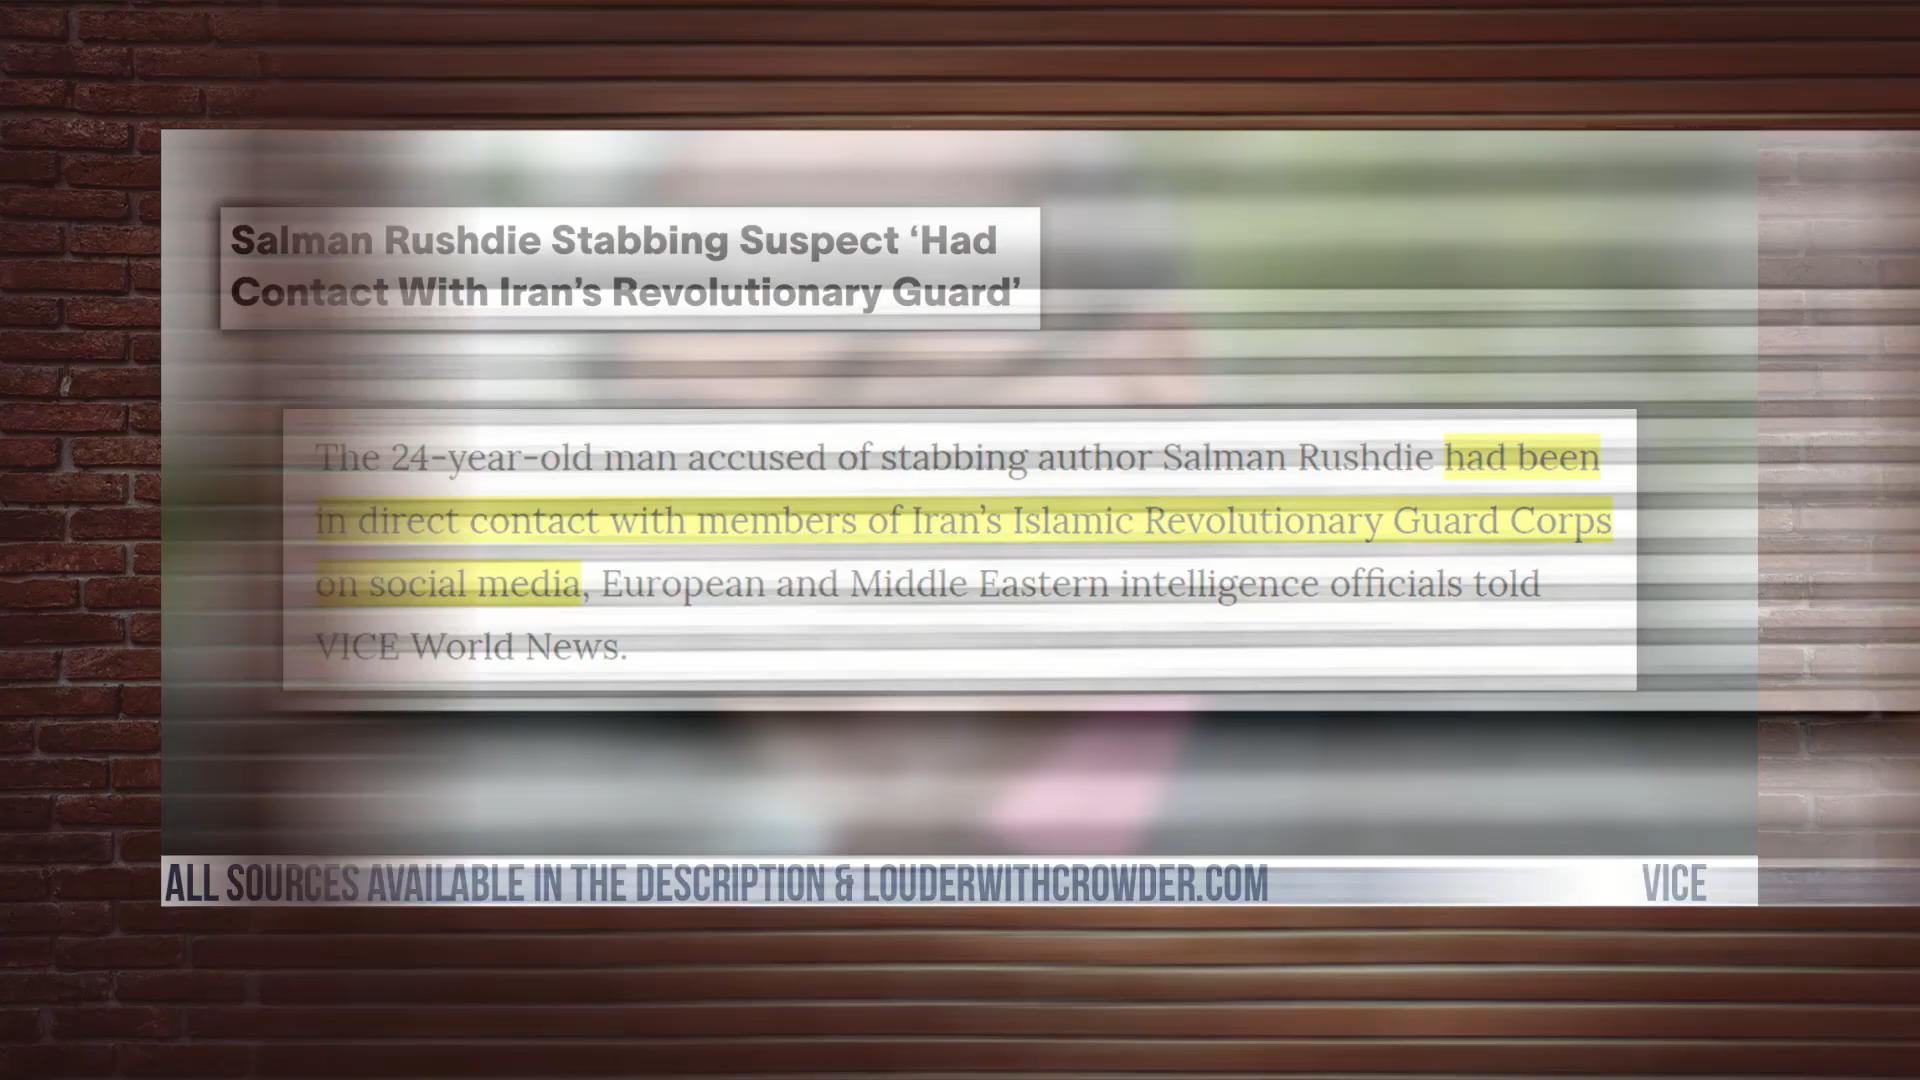 Salman Rushdie Stabbing Suspect ‘Had
Contact With Iran’s Revolutionary Guard’
The 24-year-old man accused of stabbing author Salman Rushdie had been
in direct contact with members of Iran’s Islamic Revolutionary Guard Corps
on social media, European and Middle Eastern intelligence officials told
VICE World News.
ALL SOURCES AVAILABLE IN THE DESCRIPTION & LOUDERWITHCROWDER.COM
VICE